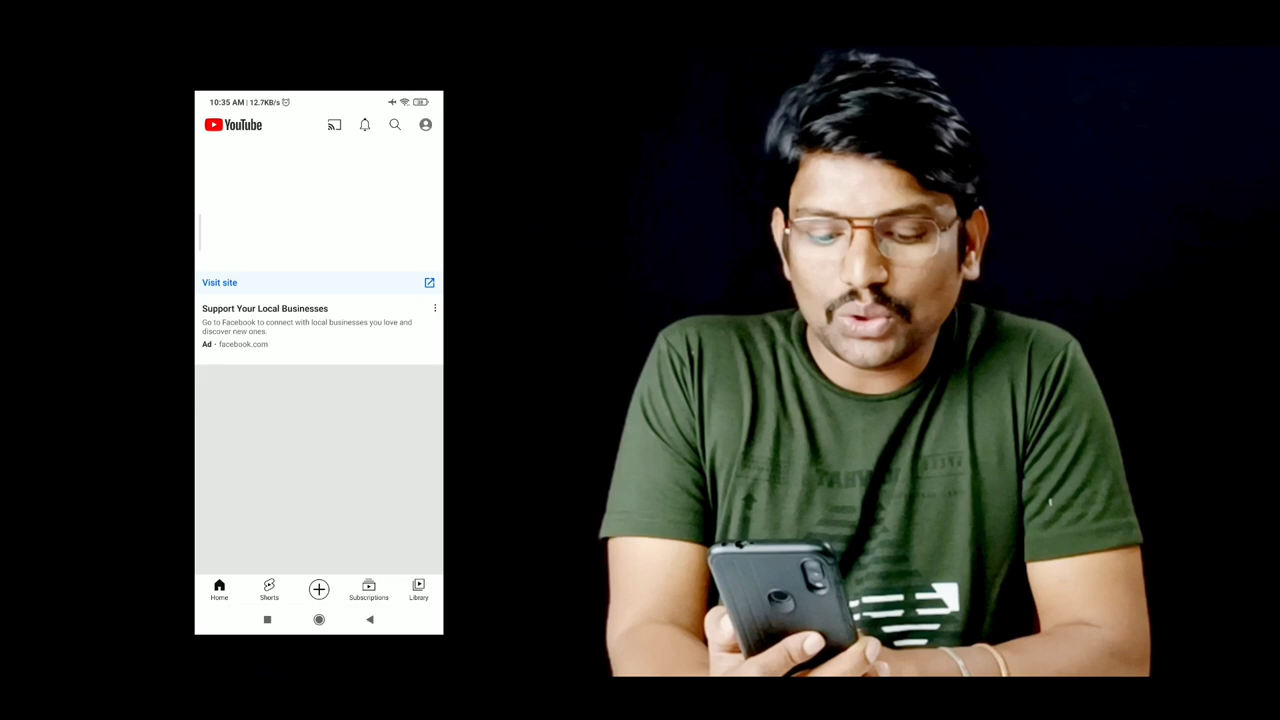 10:35 AM | 12.7KB/s
YouTube
Visit site
Support Your Local Businesses
Go to Facebook to connect with local businesses you love and
discover new ones.
Ad · facebook.com
Home
Shorts
Subscriptions
Library